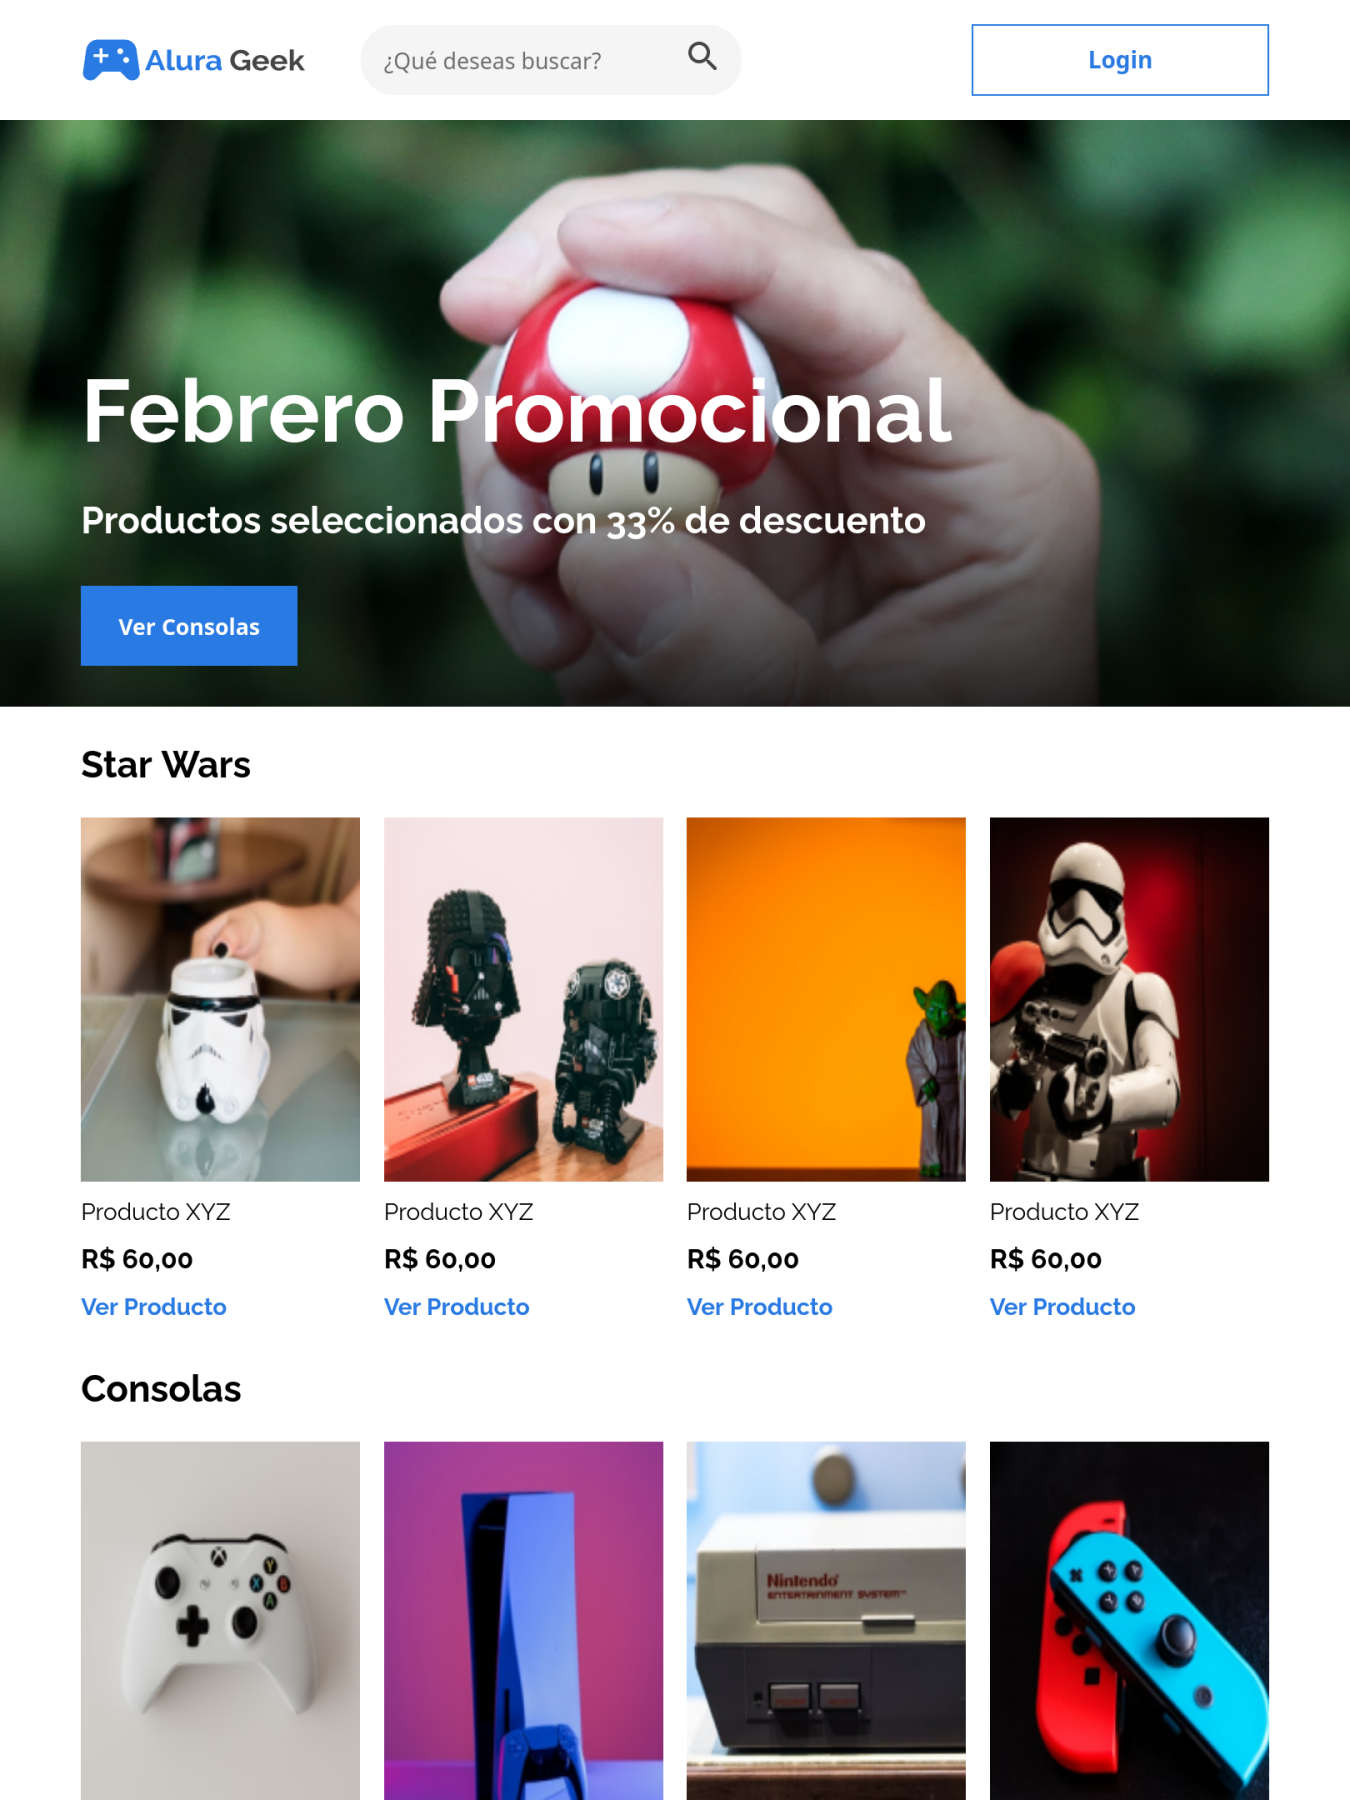 Alura Geek
¿Qué deseas buscar?
Login
Febrero Promocional
Productos seleccionados con 33% de descuento
Ver Consolas
Star Wars
Producto XYZ
R$ 60,00
Ver Producto
Producto XYZ
R$ 60,00
Ver Producto
Producto XYZ
R$ 60,00
Ver Producto
Producto XYZ
R$ 60,00
Ver Producto
Consolas
Y
X
B
A
Nintendo
ENTERTAINMENT SYSTEM™